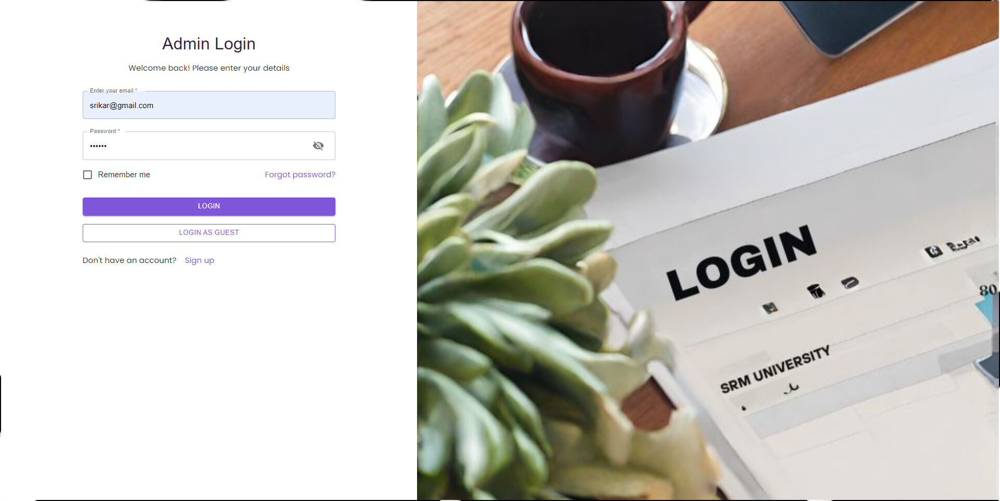 Admin Login
Welcome back! Please enter your details
Enter your email *
srikar@gmail.com
Password *
••••••
Remember me
Forgot password?
LOGIN
LOGIN AS GUEST
Don't have an account? Sign up
LOGIN
80
SRM UNIVERSITY